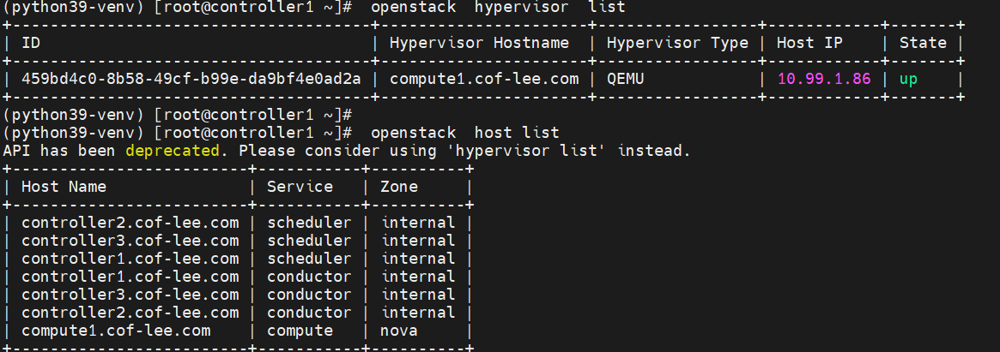 (python39-venv) [root@controller1 ~]#  openstack  hypervisor  list
+--------------------------------------+-----------------------+-----------------+------------+-------+
| ID                                   | Hypervisor Hostname   | Hypervisor Type | Host IP    | State |
+--------------------------------------+-----------------------+-----------------+------------+-------+
| 459bd4c0-8b58-49cf-b99e-da9bf4e0ad2a | compute1.cof-lee.com | QEMU            | 10.99.1.86 | up    |
+--------------------------------------+-----------------------+-----------------+------------+-------+
(python39-venv) [root@controller1 ~]#
(python39-venv) [root@controller1 ~]#  openstack  host list
API has been deprecated. Please consider using 'hypervisor list' instead.
+-------------------------+-----------+----------+
| Host Name               | Service   | Zone     |
+-------------------------+-----------+----------+
| controller2.cof-lee.com | scheduler | internal |
| controller3.cof-lee.com | scheduler | internal |
| controller1.cof-lee.com | scheduler | internal |
| controller1.cof-lee.com | conductor | internal |
| controller3.cof-lee.com | conductor | internal |
| controller2.cof-lee.com | conductor | internal |
| compute1.cof-lee.com    | compute   | nova     |
+-------------------------+-----------+----------+